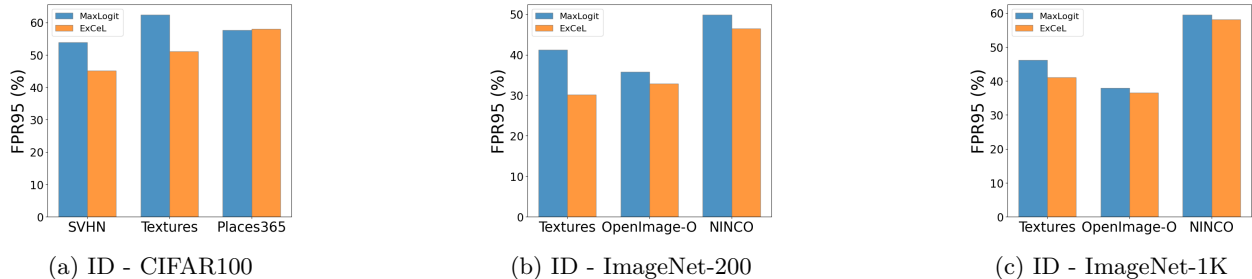 60
50
40
30
20
10
0
FPR95 (%)
MaxLogit
ExCeL
SVHN Textures Places365
(a) ID - CIFAR100
50
40
30
20
10
0
FPR95 (%)
MaxLogit
ExCeL
Textures OpenImage-O NINCO
(b) ID - ImageNet-200
60
50
40
30
20
10
0
FPR95 (%)
MaxLogit
ExCeL
Textures OpenImage-O NINCO
(c) ID - ImageNet-1K